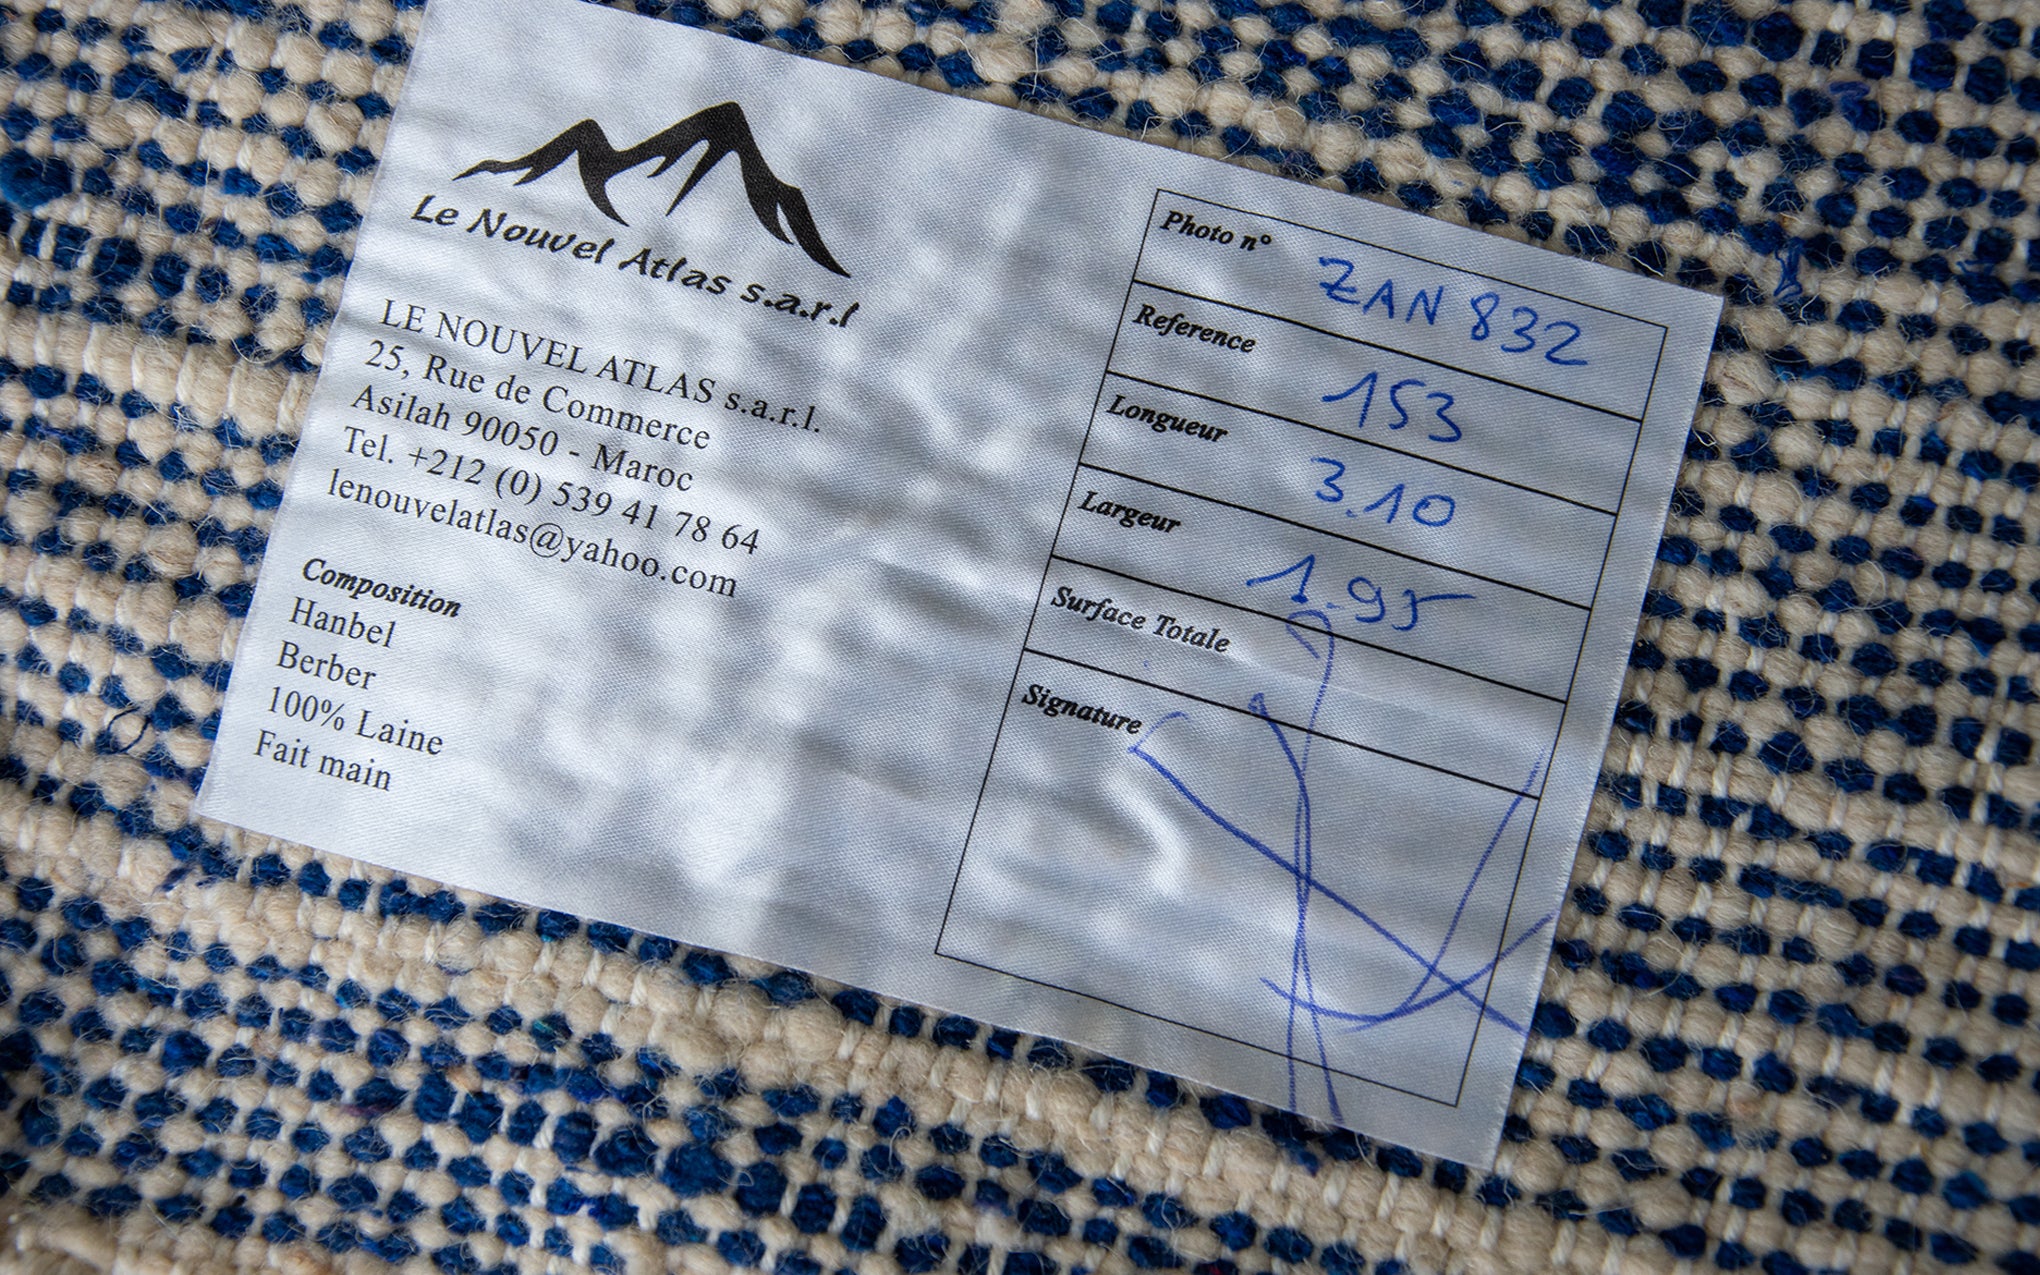 Le Nouvel Atlas s.a.r.l
LE NOUVEL ATLAS s.a.r.l.
25, Rue de Commerce
Asilah 90050 - Maroc
Tel. +212 (0) 539 41 78 64
lenouvelatlas@yahoo.com
Composition
Hanbel
Berber
100% Laine
Fait main
Photo n° ZAN 832
Reference 153
Longueur 3.10
Largeur 1.95
Surface Totale
Signature